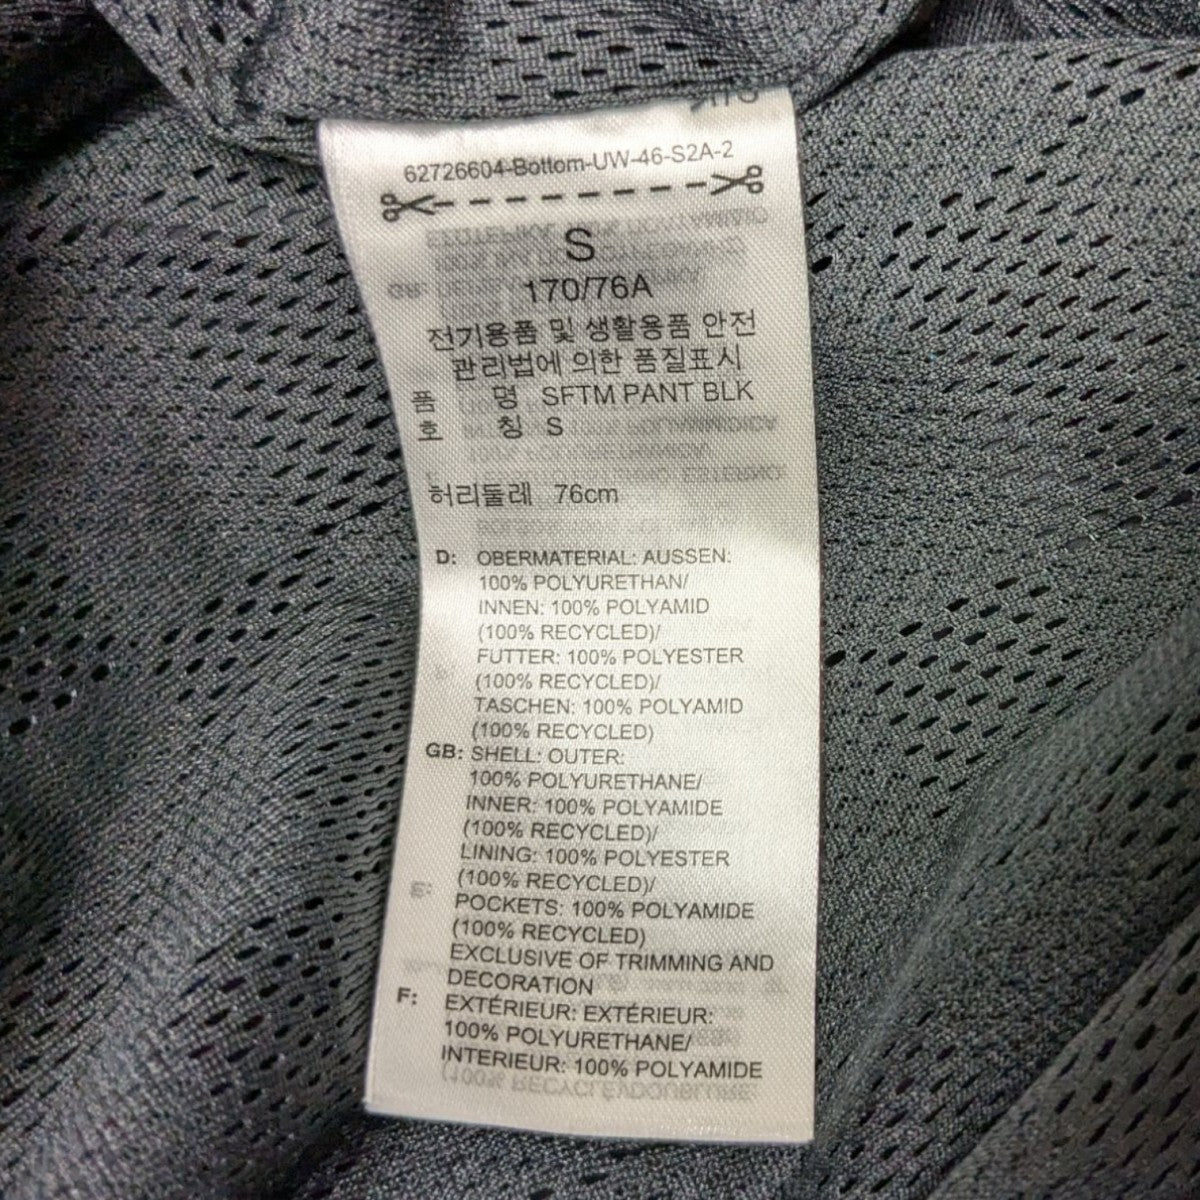 62726604-Bottom-UW-46-S2A-2
S
170/76A
전기용품 및 생활용품 안전
관리법에 의한 품질표시
품 명 SFTM PANT BLK
호 칭 S
허리둘레 76cm
D: OBERMATERIAL: AUSSEN:
100% POLYURETHAN/
INNEN: 100% POLYAMID
(100% RECYCLED)/
FUTTER: 100% POLYESTER
(100% RECYCLED)/
TASCHEN: 100% POLYAMID
(100% RECYCLED)
GB: SHELL: OUTER:
100% POLYURETHANE/
INNER: 100% POLYAMIDE
(100% RECYCLED)/
LINING: 100% POLYESTER
(100% RECYCLED)/
POCKETS: 100% POLYAMIDE
(100% RECYCLED)
EXCLUSIVE OF TRIMMING AND
DECORATION
F: EXTÉRIEUR: EXTÉRIEUR:
100% POLYURETHANE/
INTERIEUR: 100% POLYAMIDE